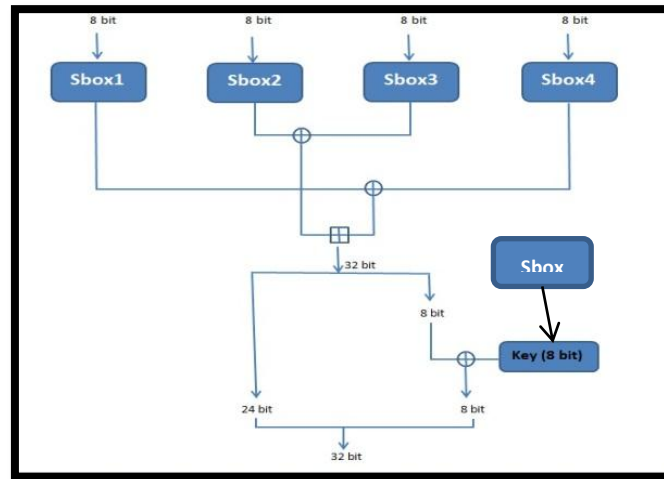 8 bit 8 bit 8 bit 8 bit
Sbox1 Sbox2 Sbox3 Sbox4
32 bit
Sbox
8 bit
Key (8 bit)
24 bit 8 bit
32 bit